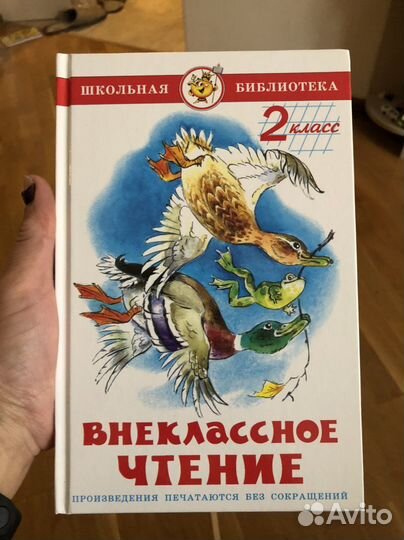 ШКОЛЬНАЯ БИБЛИОТЕКА
2 класс
ВНЕКЛАССНОЕ
ЧТЕНИЕ
ПРОИЗВЕДЕНИЯ ПЕЧАТАЮТСЯ БЕЗ СОКРАЩЕНИЙ
Avito